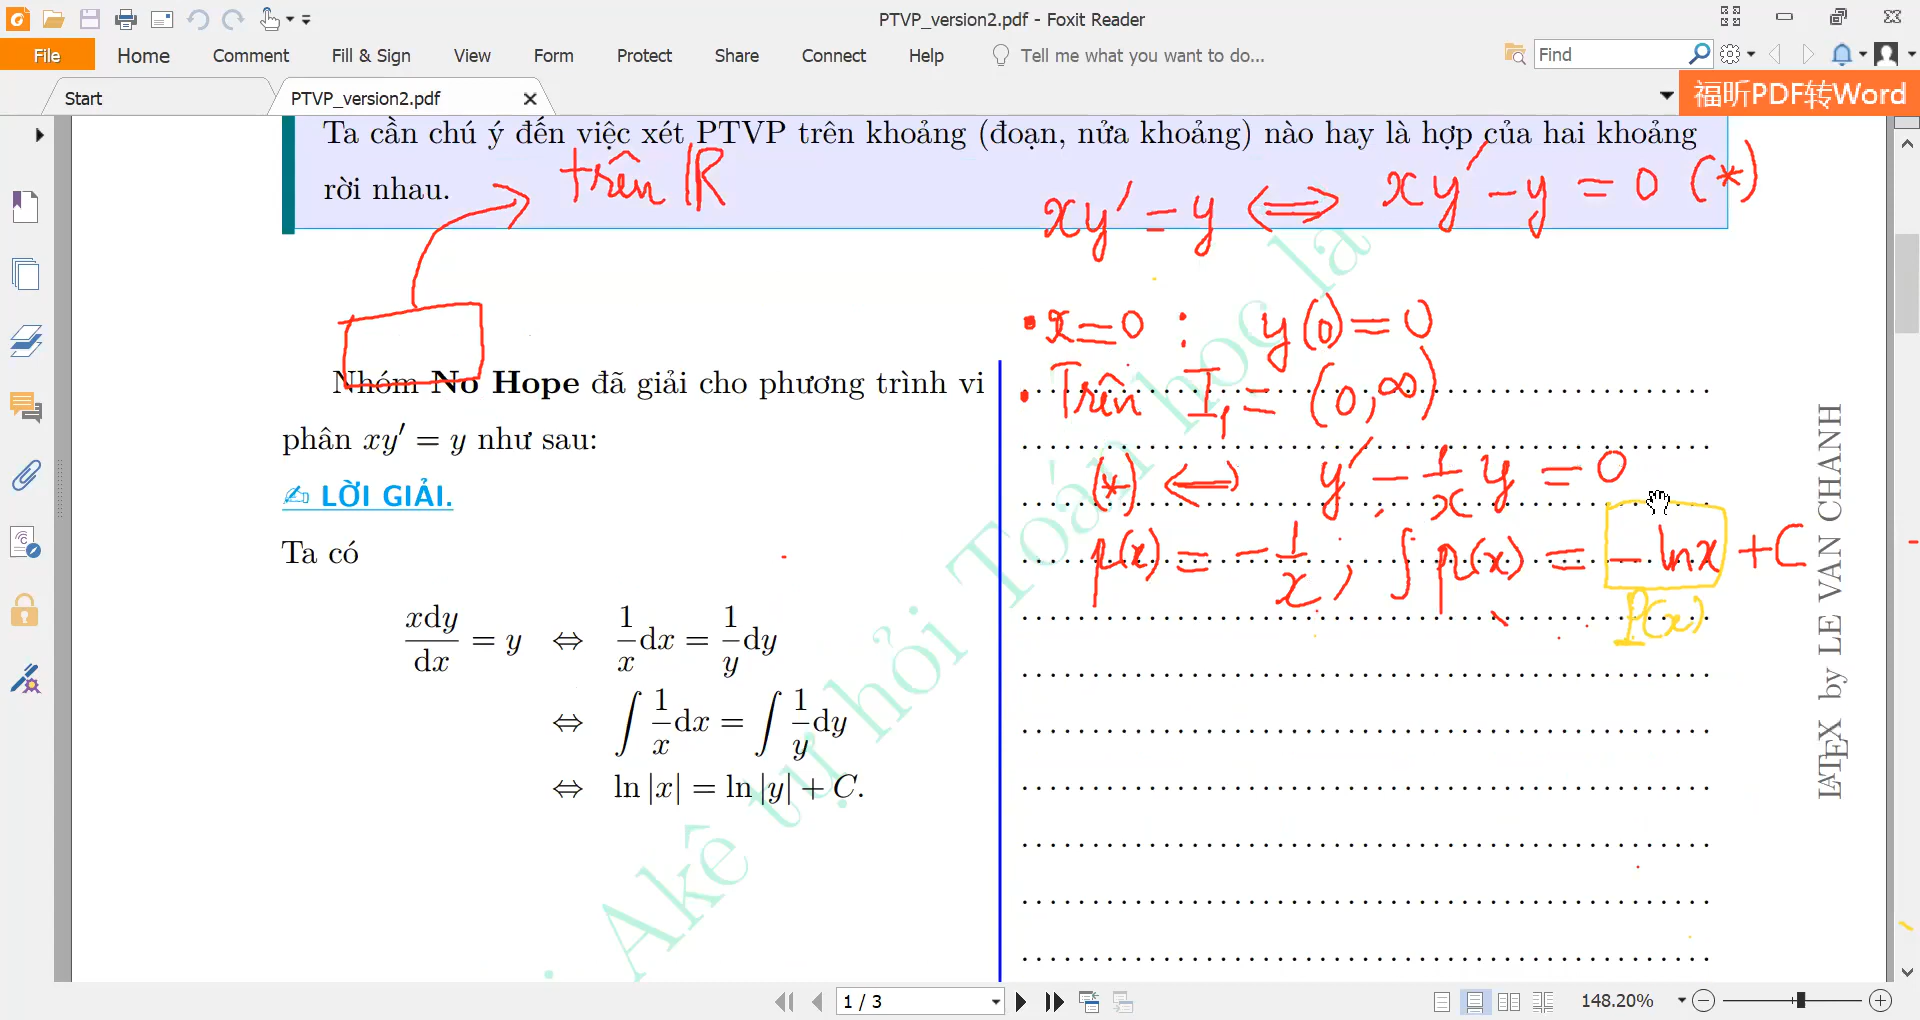 PTVP_version2.pdf - Foxit Reader
File Home Comment Fill & Sign View Form Protect Share Connect Help Tell me what you want to do... Find
Start PTVP_version2.pdf 福昕PDF转Word
Ta cần chú ý đến việc xét PTVP trên khoảng (đoạn, nửa khoảng) nào hay là hợp của hai khoảng
rời nhau.
trên ℝ
xy' = y ⟺ xy' - y = 0 (*)
Nhóm No Hope đã giải cho phương trình vi
phân xy′ = y như sau:
✍ LỜI GIẢI.
Ta có
xdy/dx = y ⇔ 1/x dx = 1/y dy
⇔ ∫ 1/x dx = ∫ 1/y dy
⇔ ln |x| = ln |y| + C.
• x = 0 : y(0) = 0
• Trên I₁ = (0, ∞)
(*) ⟺ y' - 1/x y = 0
p(x) = - 1/x, ∫ p(x) = - ln x + C
P(x)
Akê tự hỏi Toán học là
LATEX by LE VAN CHANH
1 / 3 148.20%